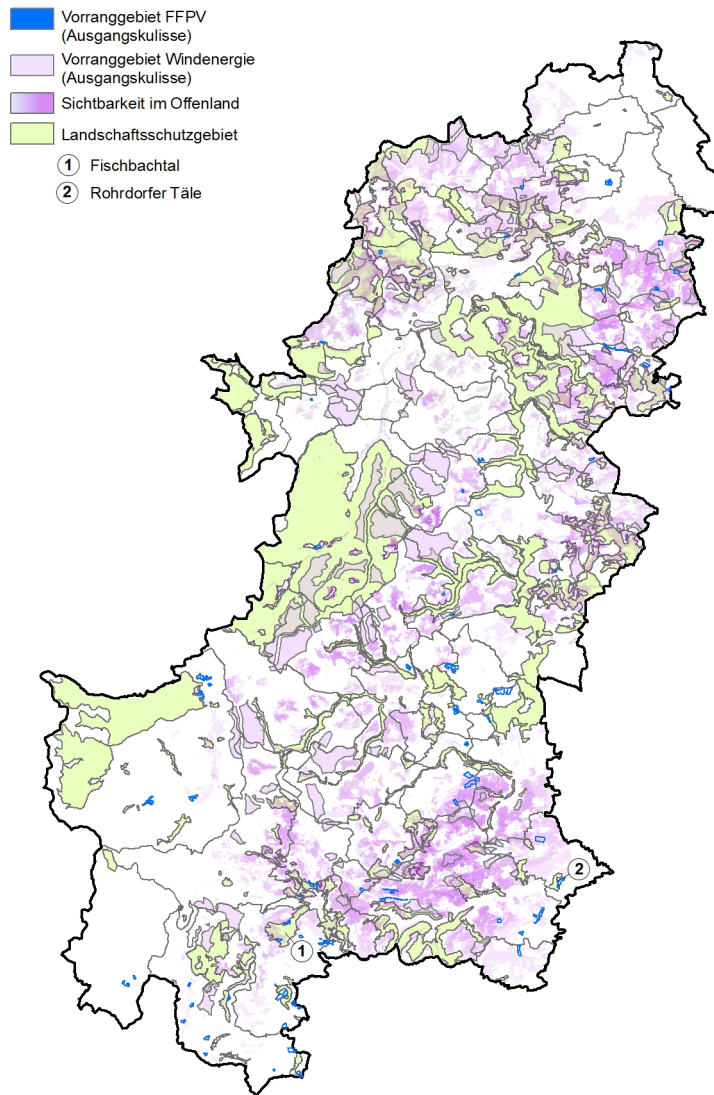 Vorranggebiet FFPV
(Ausgangskulisse)
Vorranggebiet Windenergie
(Ausgangskulisse)
Sichtbarkeit im Offenland
Landschaftsschutzgebiet
1 Fischbachtal
2 Rohrdorfer Täle
2
1